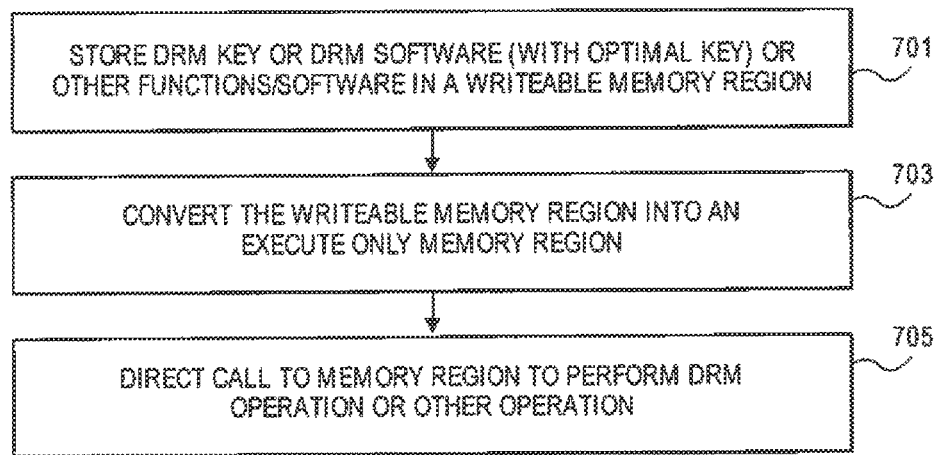 STORE DRM KEY OR DRM SOFTWARE (WITH OPTIMAL KEY) OR
OTHER FUNCTIONS/SOFTWARE IN A WRITEABLE MEMORY REGION
701
CONVERT THE WRITEABLE MEMORY REGION INTO AN
EXECUTE ONLY MEMORY REGION
703
DIRECT CALL TO MEMORY REGION TO PERFORM DRM
OPERATION OR OTHER OPERATION
705